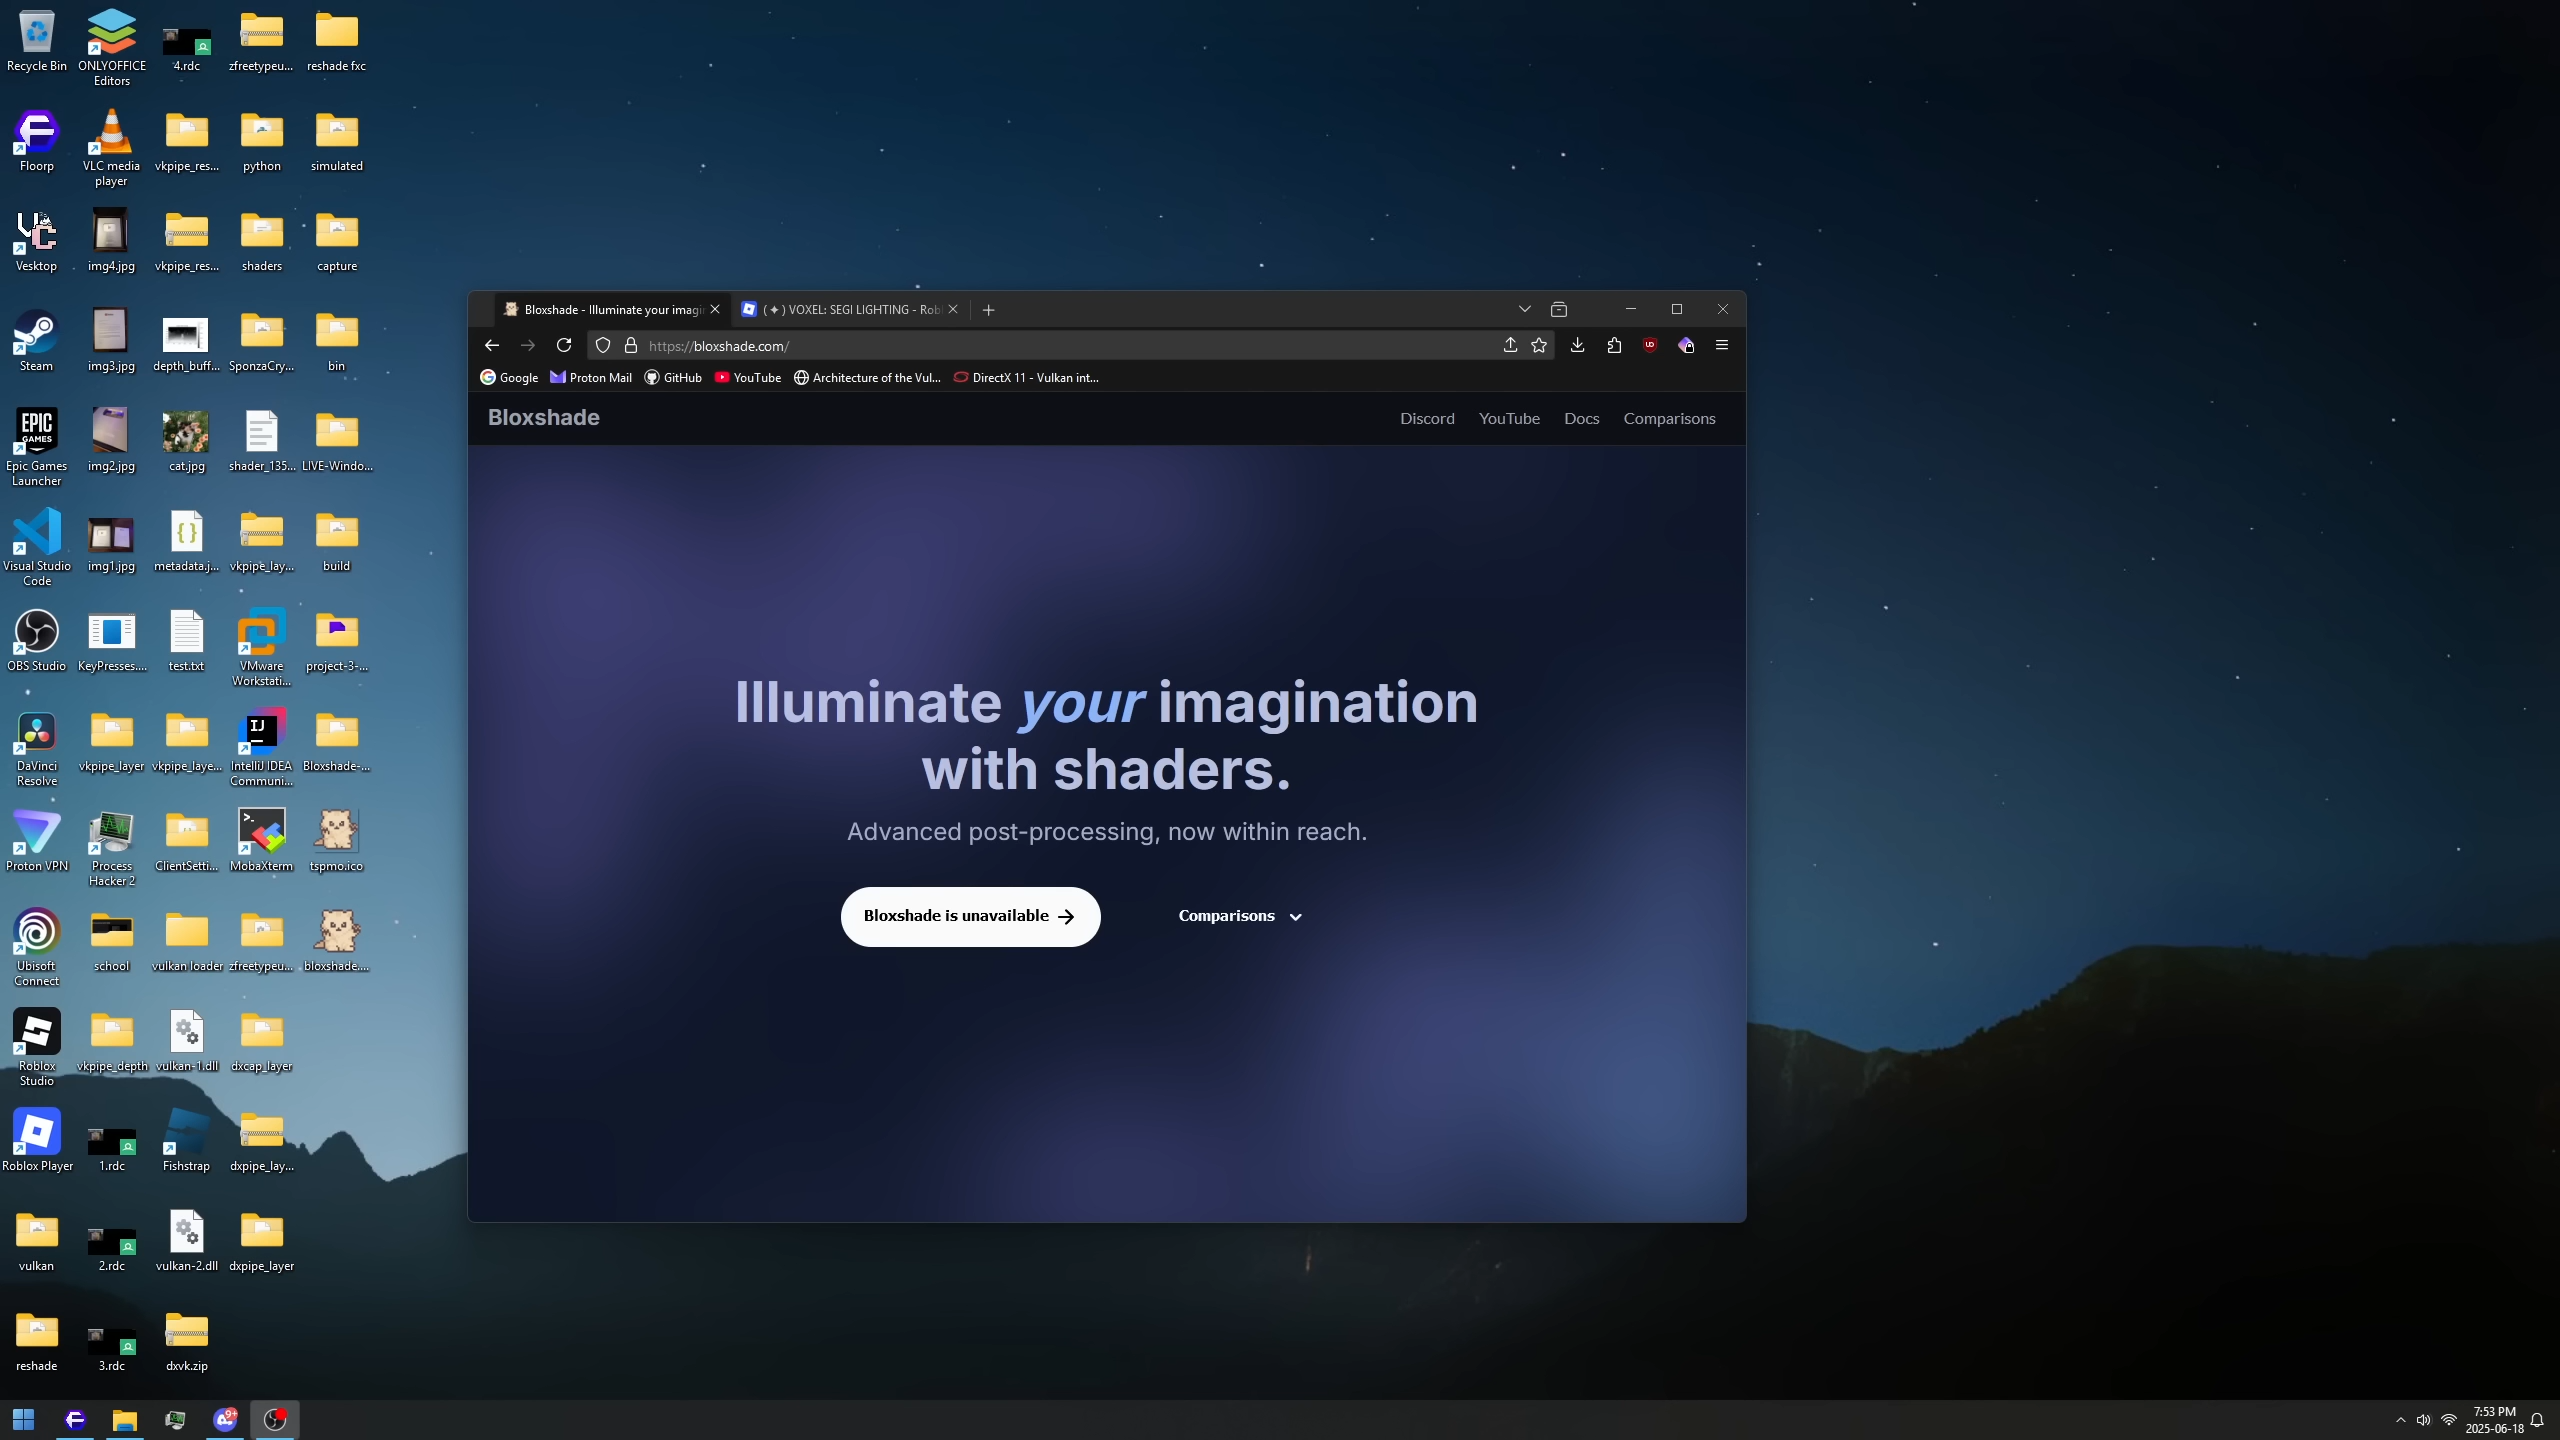 Recycle Bin
ONLYOFFICE
Editors
4.rdc
zfreetypeu...
reshade fxc
Floorp
VLC media
player
vkpipe_res...
python
simulated
Vesktop
img4.jpg
vkpipe_res...
shaders
capture
Steam
img3.jpg
depth_buff...
SponzaCry...
bin
EPIC
GAMES
Epic Games
Launcher
img2.jpg
cat.jpg
shader_135...
LIVE-Windo...
Visual Studio
Code
img1.jpg
metadata.j...
vkpipe_lay...
build
OBS Studio
KeyPresses....
test.txt
VMware
Workstati...
project-3-...
DaVinci
Resolve
vkpipe_layer
vkpipe_laye...
IJ
IntelliJ IDEA
Communi...
Bloxshade-...
Proton VPN
Process
Hacker 2
ClientSetti...
MobaXterm
tspmo.ico
Ubisoft
Connect
school
vulkan loader
zfreetypeu...
bloxshade....
Roblox
Studio
vkpipe_depth
vulkan-1.dll
dxcap_layer
Roblox Player
1.rdc
Fishstrap
dxpipe_lay...
vulkan
2.rdc
vulkan-2.dll
dxpipe_layer
reshade
3.rdc
dxvk.zip
Bloxshade - Illuminate your imagi
( ✦ ) VOXEL: SEGI LIGHTING - Rob
https://bloxshade.com/
Google
Proton Mail
GitHub
YouTube
Architecture of the Vul...
DirectX 11 - Vulkan int...
Bloxshade
Discord
YouTube
Docs
Comparisons
Illuminate your imagination
with shaders.
Advanced post-processing, now within reach.
Bloxshade is unavailable
Comparisons
9+
7:53 PM
2025-06-18